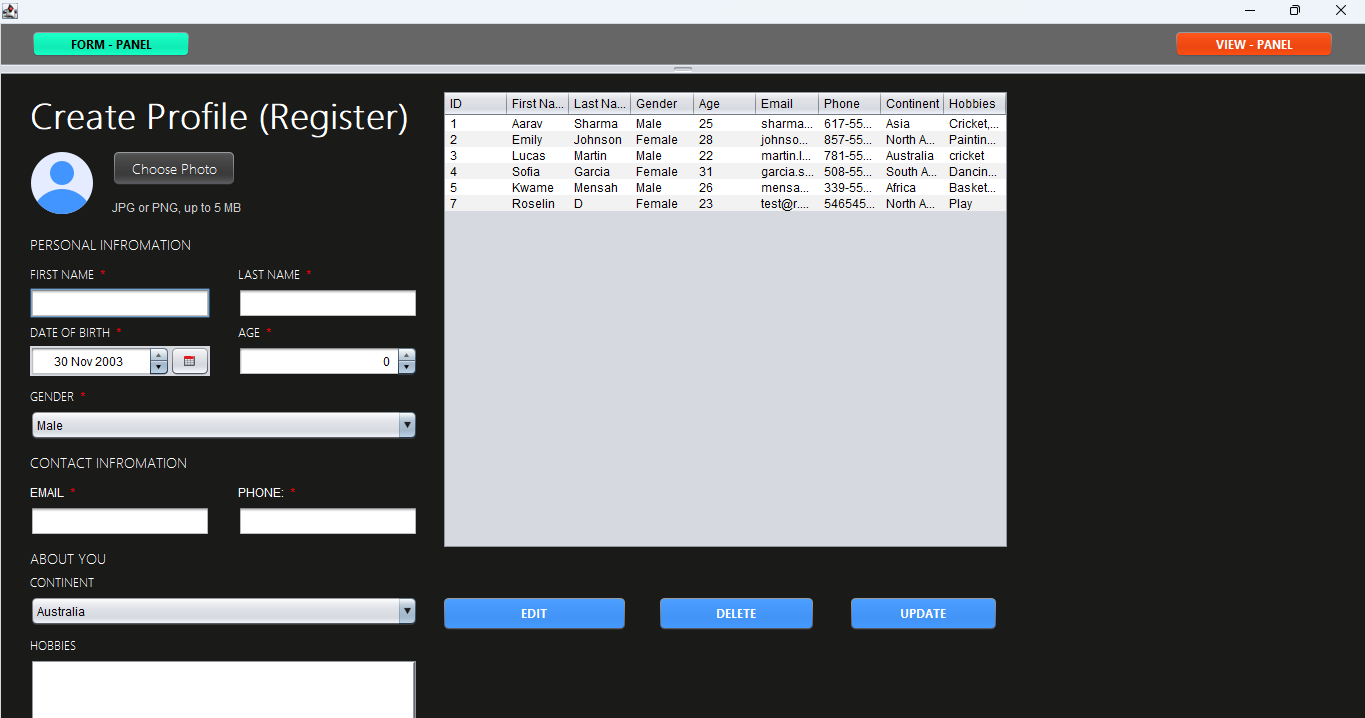 FORM - PANEL
VIEW - PANEL
Create Profile (Register)
Choose Photo
JPG or PNG, up to 5 MB
PERSONAL INFROMATION
FIRST NAME *
LAST NAME *
DATE OF BIRTH *
AGE *
30 Nov 2003
0
GENDER *
Male
CONTACT INFROMATION
EMAIL *
PHONE: *
ABOUT YOU
CONTINENT
Australia
HOBBIES
ID First Na... Last Na... Gender Age Email Phone Continent Hobbies
1 Aarav Sharma Male 25 sharma... 617-55... Asia Cricket,...
2 Emily Johnson Female 28 johnso... 857-55... North A... Paintin...
3 Lucas Martin Male 22 martin.l... 781-55... Australia cricket
4 Sofia Garcia Female 31 garcia.s... 508-55... South A... Dancin...
5 Kwame Mensah Male 26 mensa... 339-55... Africa Basket...
7 Roselin D Female 23 test@r.... 546545... North A... Play
EDIT
DELETE
UPDATE